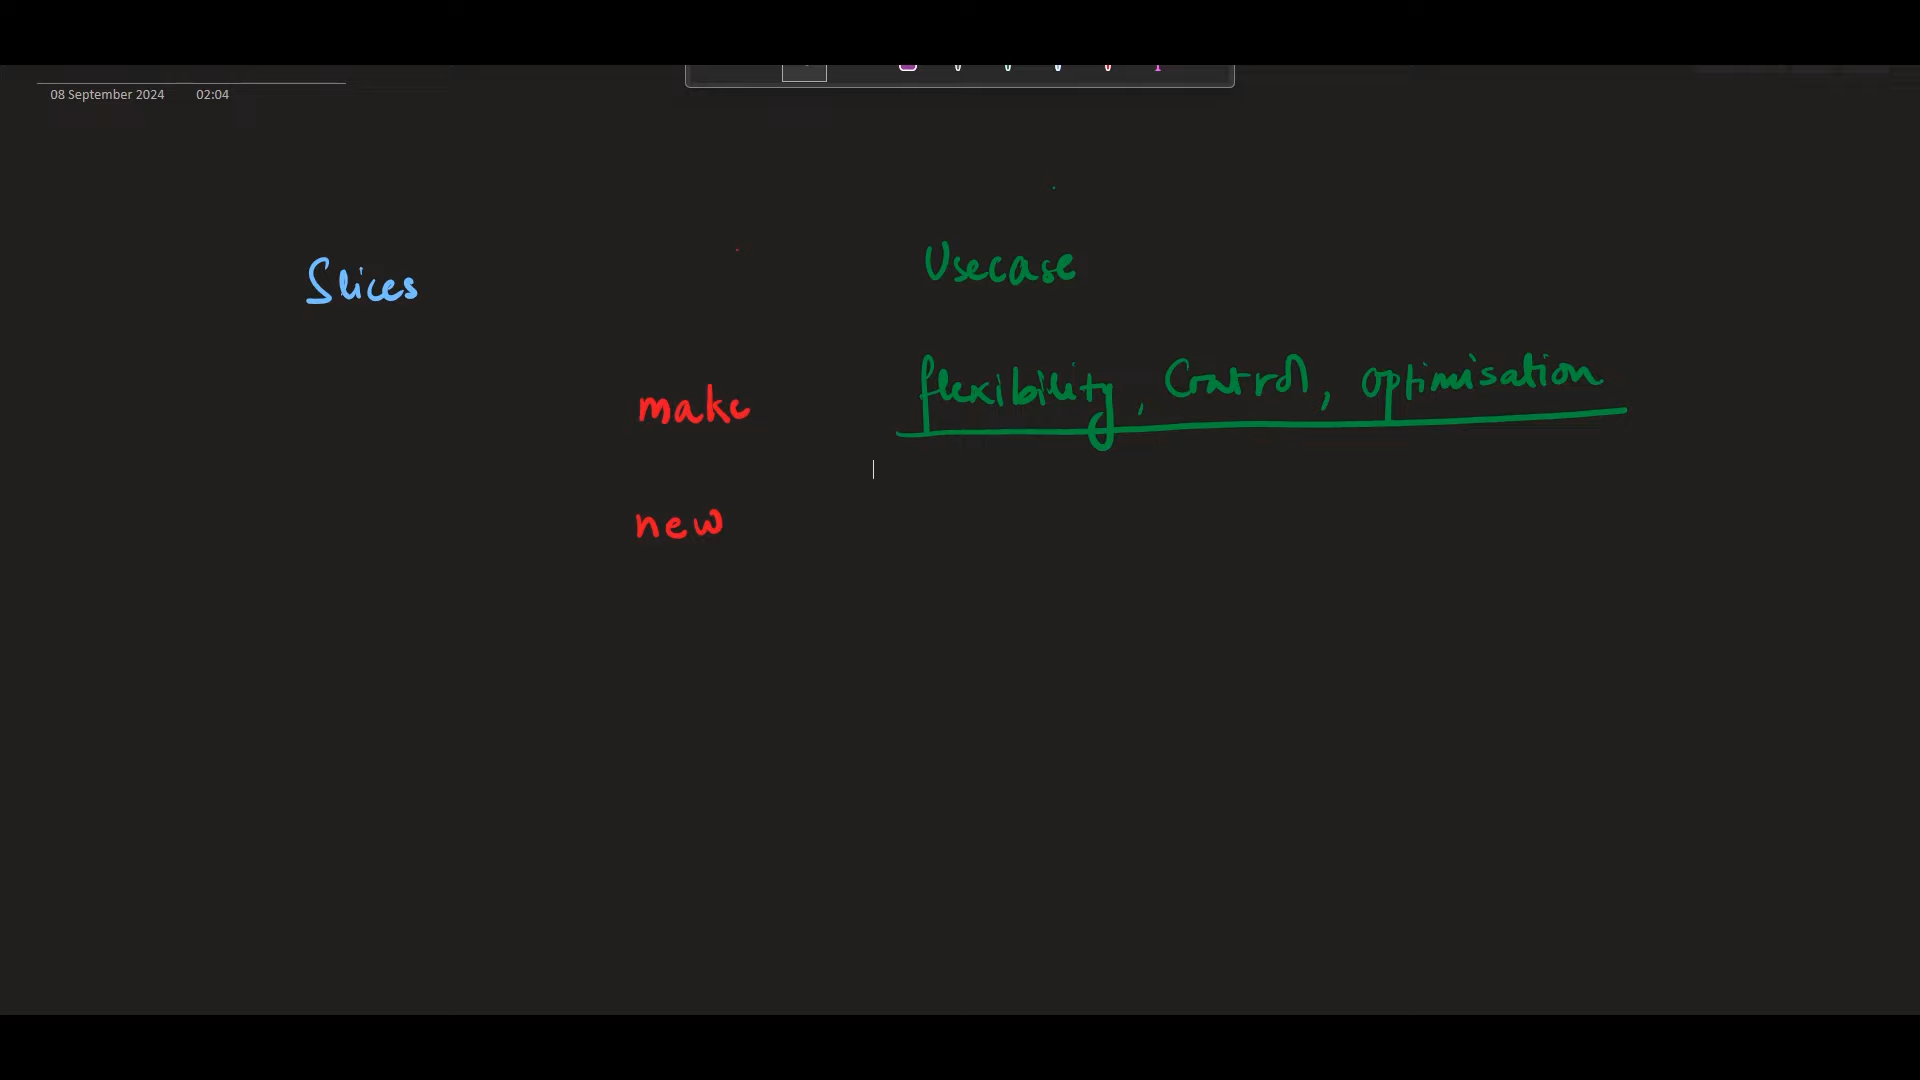 08 September 2024 02:04
Usecase
Slices
flexibility, Control, optimisation
make
new